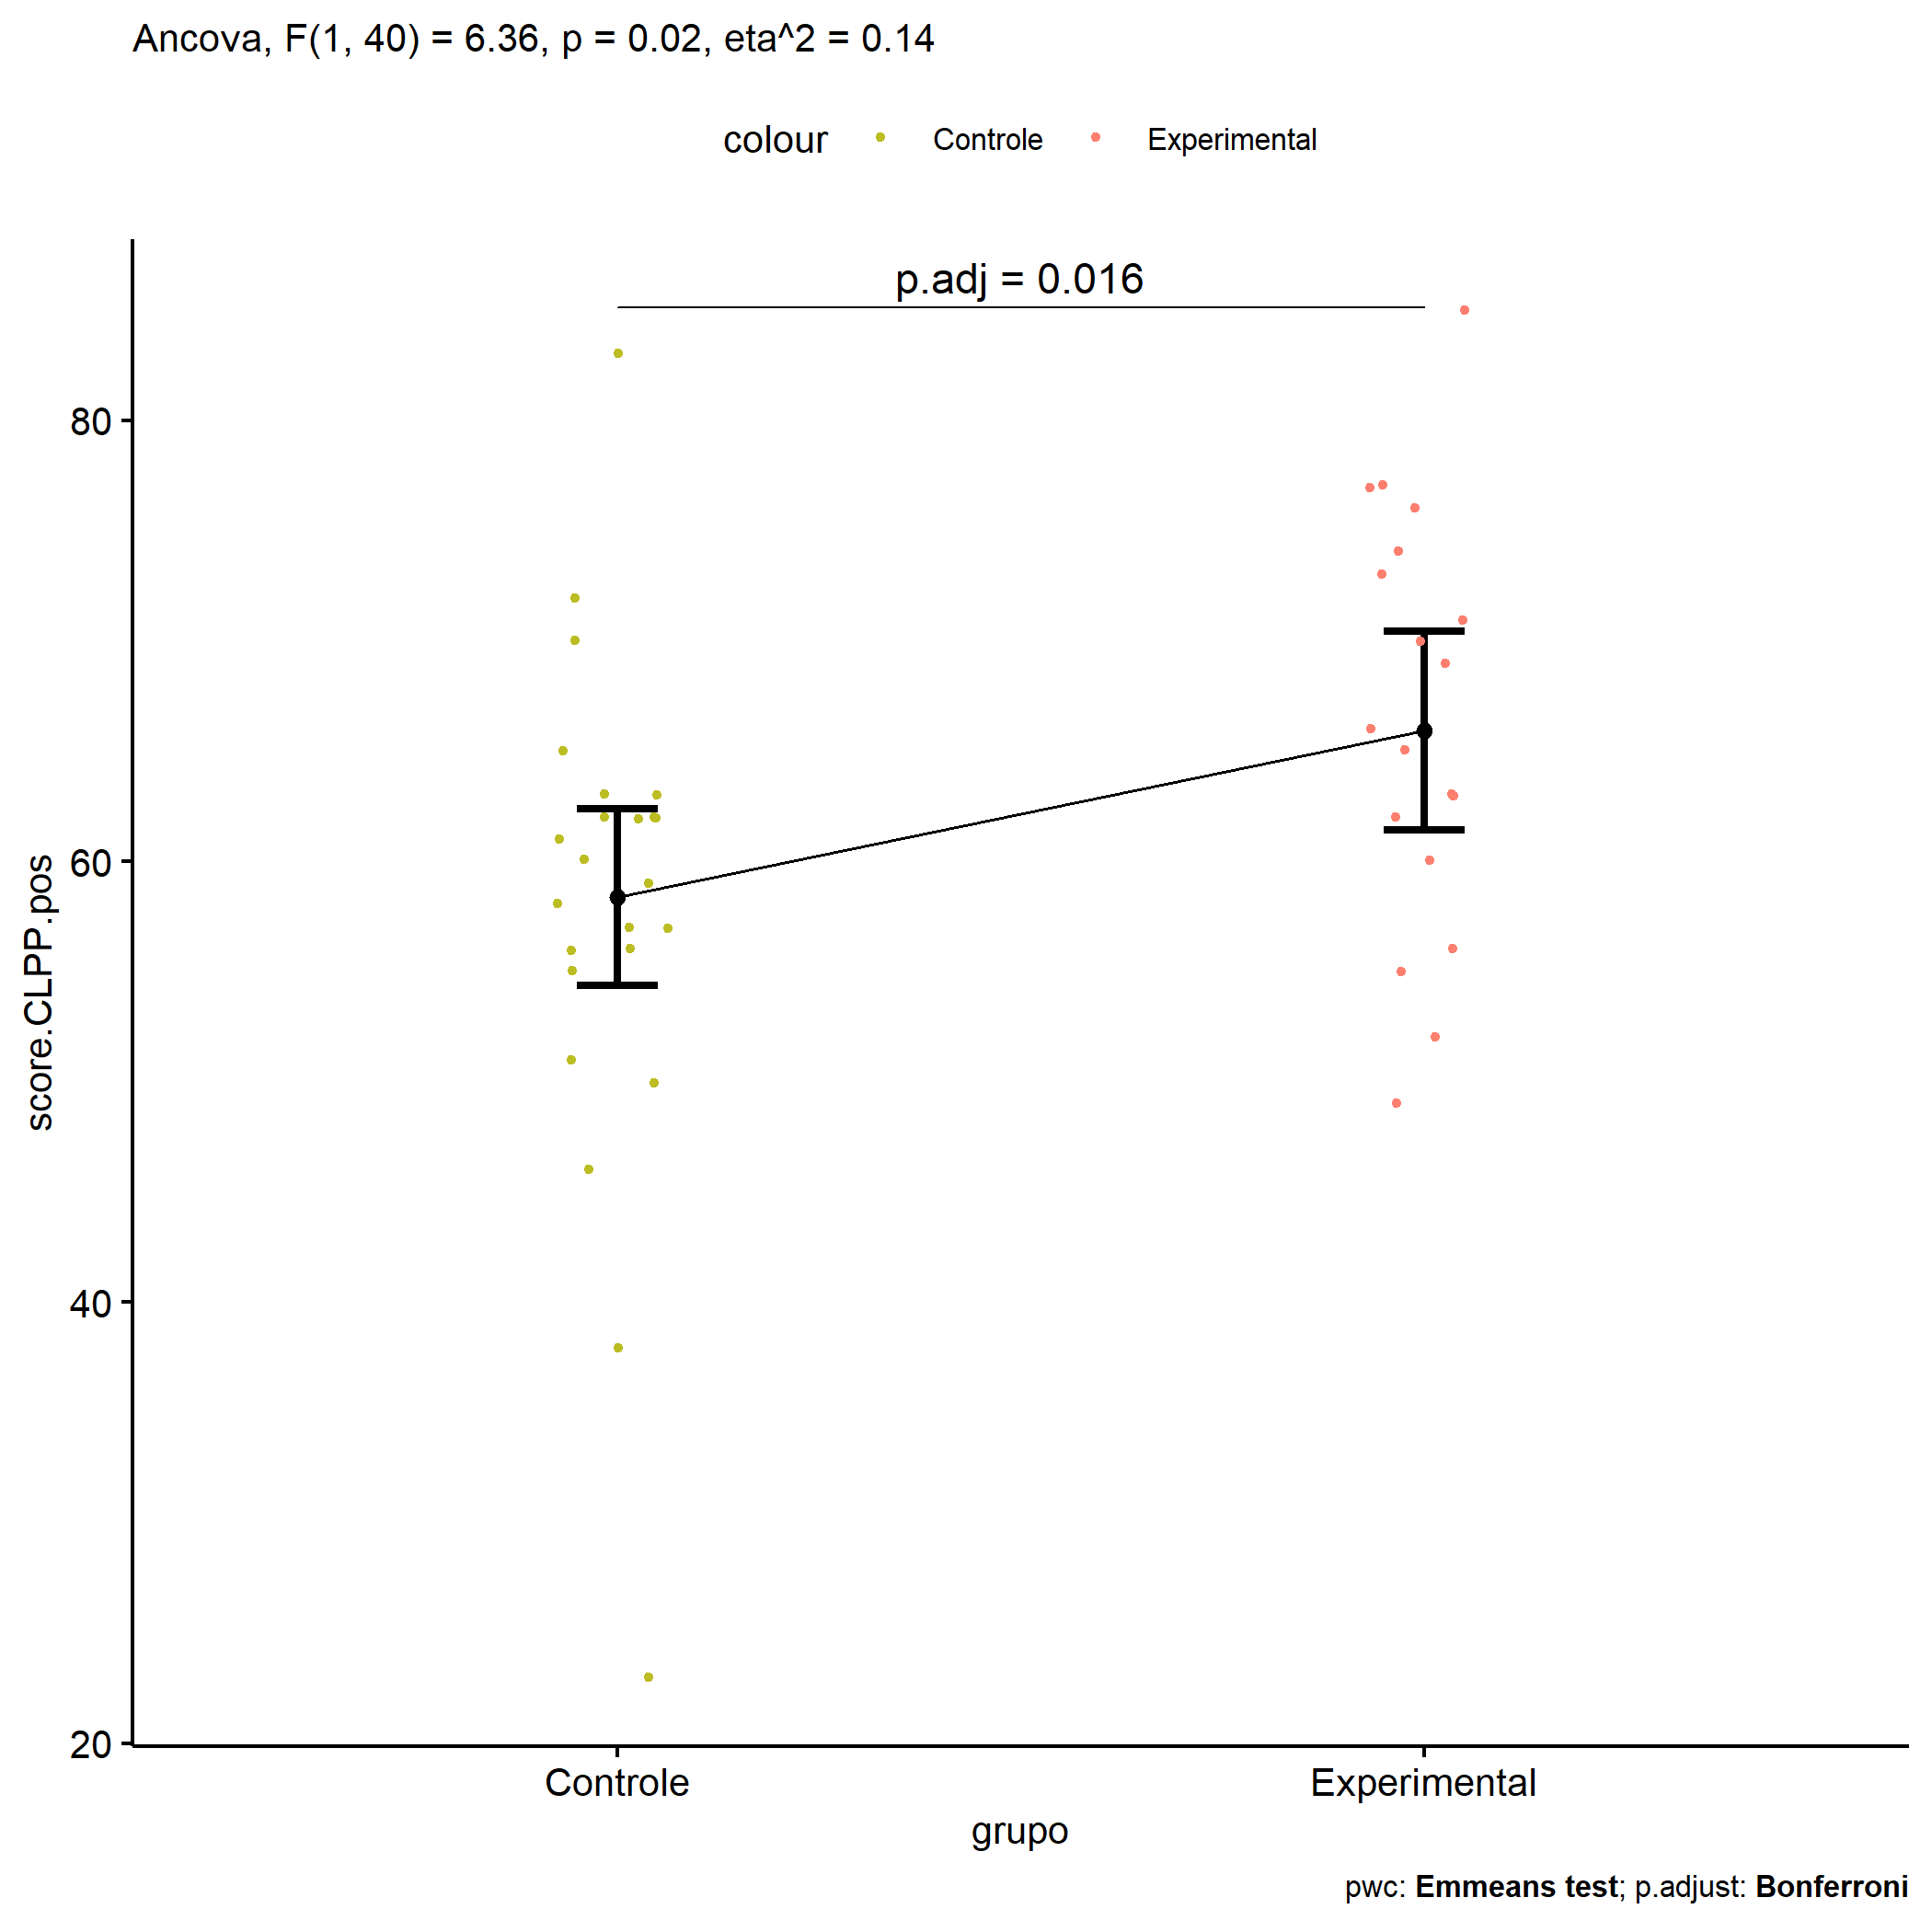 Ancova, F(1, 40) = 6.36, p = 0.02, eta^2 = 0.14
colour Controle Experimental
p.adj = 0.016
80
60
40
20
score.CLPP.pos
Controle Experimental
grupo
pwc: Emmeans test; p.adjust: Bonferroni